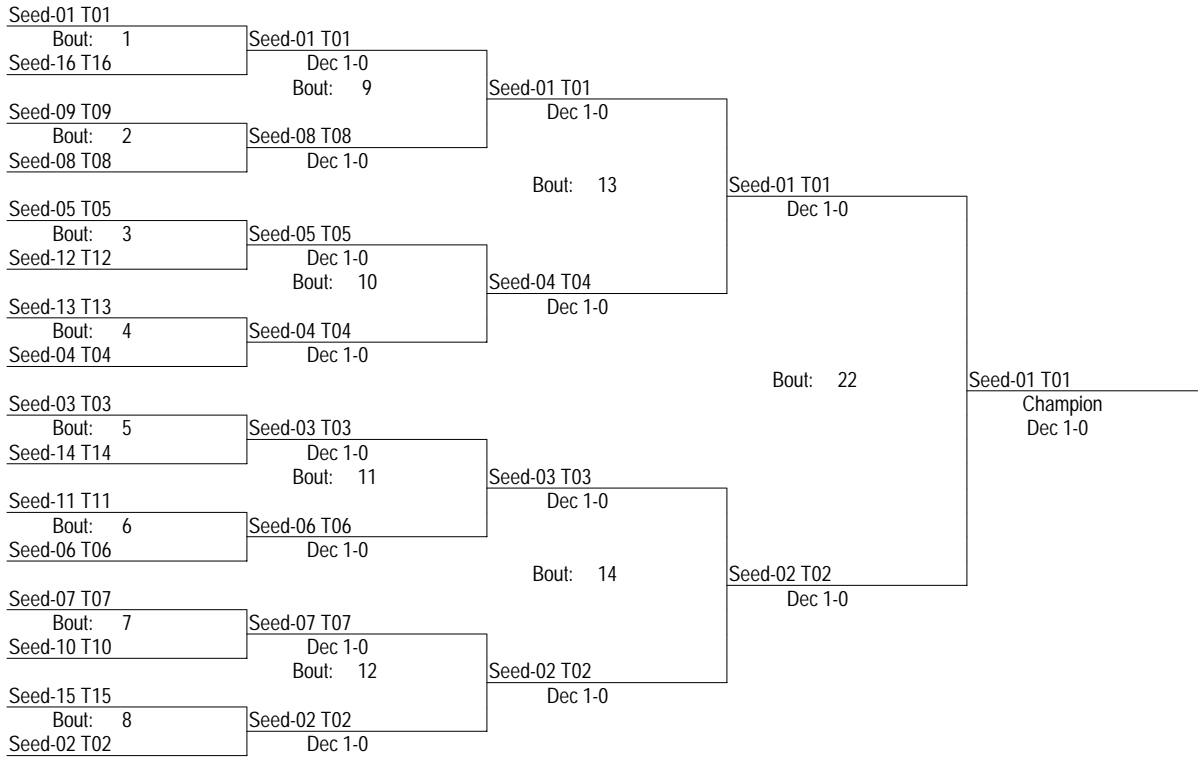 Seed-01 T01
Bout: 1
Seed-16 T16
Seed-09 T09
Bout: 2
Seed-08 T08
Seed-05 T05
Bout: 3
Seed-12 T12
Seed-13 T13
Bout: 4
Seed-04 T04
Seed-03 T03
Bout: 5
Seed-14 T14
Seed-11 T11
Bout: 6
Seed-06 T06
Seed-07 T07
Bout: 7
Seed-10 T10
Seed-15 T15
Bout: 8
Seed-02 T02
Seed-01 T01
Dec 1-0
Bout: 9
Seed-08 T08
Dec 1-0
Seed-05 T05
Dec 1-0
Bout: 10
Seed-04 T04
Dec 1-0
Seed-03 T03
Dec 1-0
Bout: 11
Seed-06 T06
Dec 1-0
Seed-07 T07
Dec 1-0
Bout: 12
Seed-02 T02
Dec 1-0
Seed-01 T01
Dec 1-0
Bout: 13
Seed-04 T04
Dec 1-0
Seed-03 T03
Dec 1-0
Bout: 14
Seed-02 T02
Dec 1-0
Seed-01 T01
Dec 1-0
Bout: 22
Seed-02 T02
Dec 1-0
Seed-01 T01
Champion
Dec 1-0